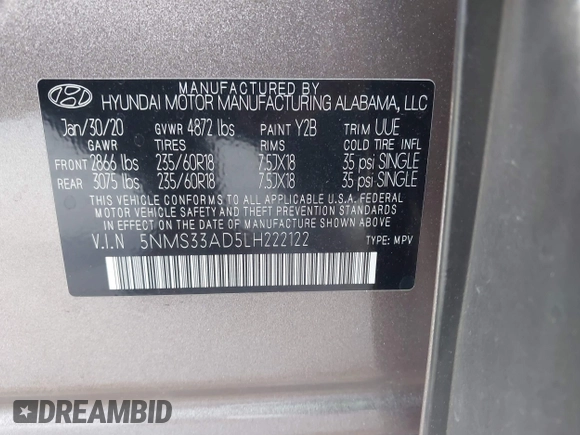 MANUFACTURED BY
HYUNDAI MOTOR MANUFACTURING ALABAMA, LLC
Jan/30/20 GVWR 4872 lbs PAINT Y2B TRIM UUE
GAWR TIRES RIMS COLD TIRE INFL
FRONT 2866 lbs 235/60R18 7.5JX18 35 psi SINGLE
REAR 3075 lbs 235/60R18 7.5JX18 35 psi SINGLE
THIS VEHICLE CONFORMS TO ALL APPLICABLE U.S.A. FEDERAL
MOTOR VEHICLE SAFETY, BUMPER, AND THEFT PREVENTION
STANDARDS IN EFFECT ON THE DATE OF MANUFACTURE SHOWN ABOVE.
V.I.N 5NMS33AD5LH222122 TYPE: MPV
DREAMBID